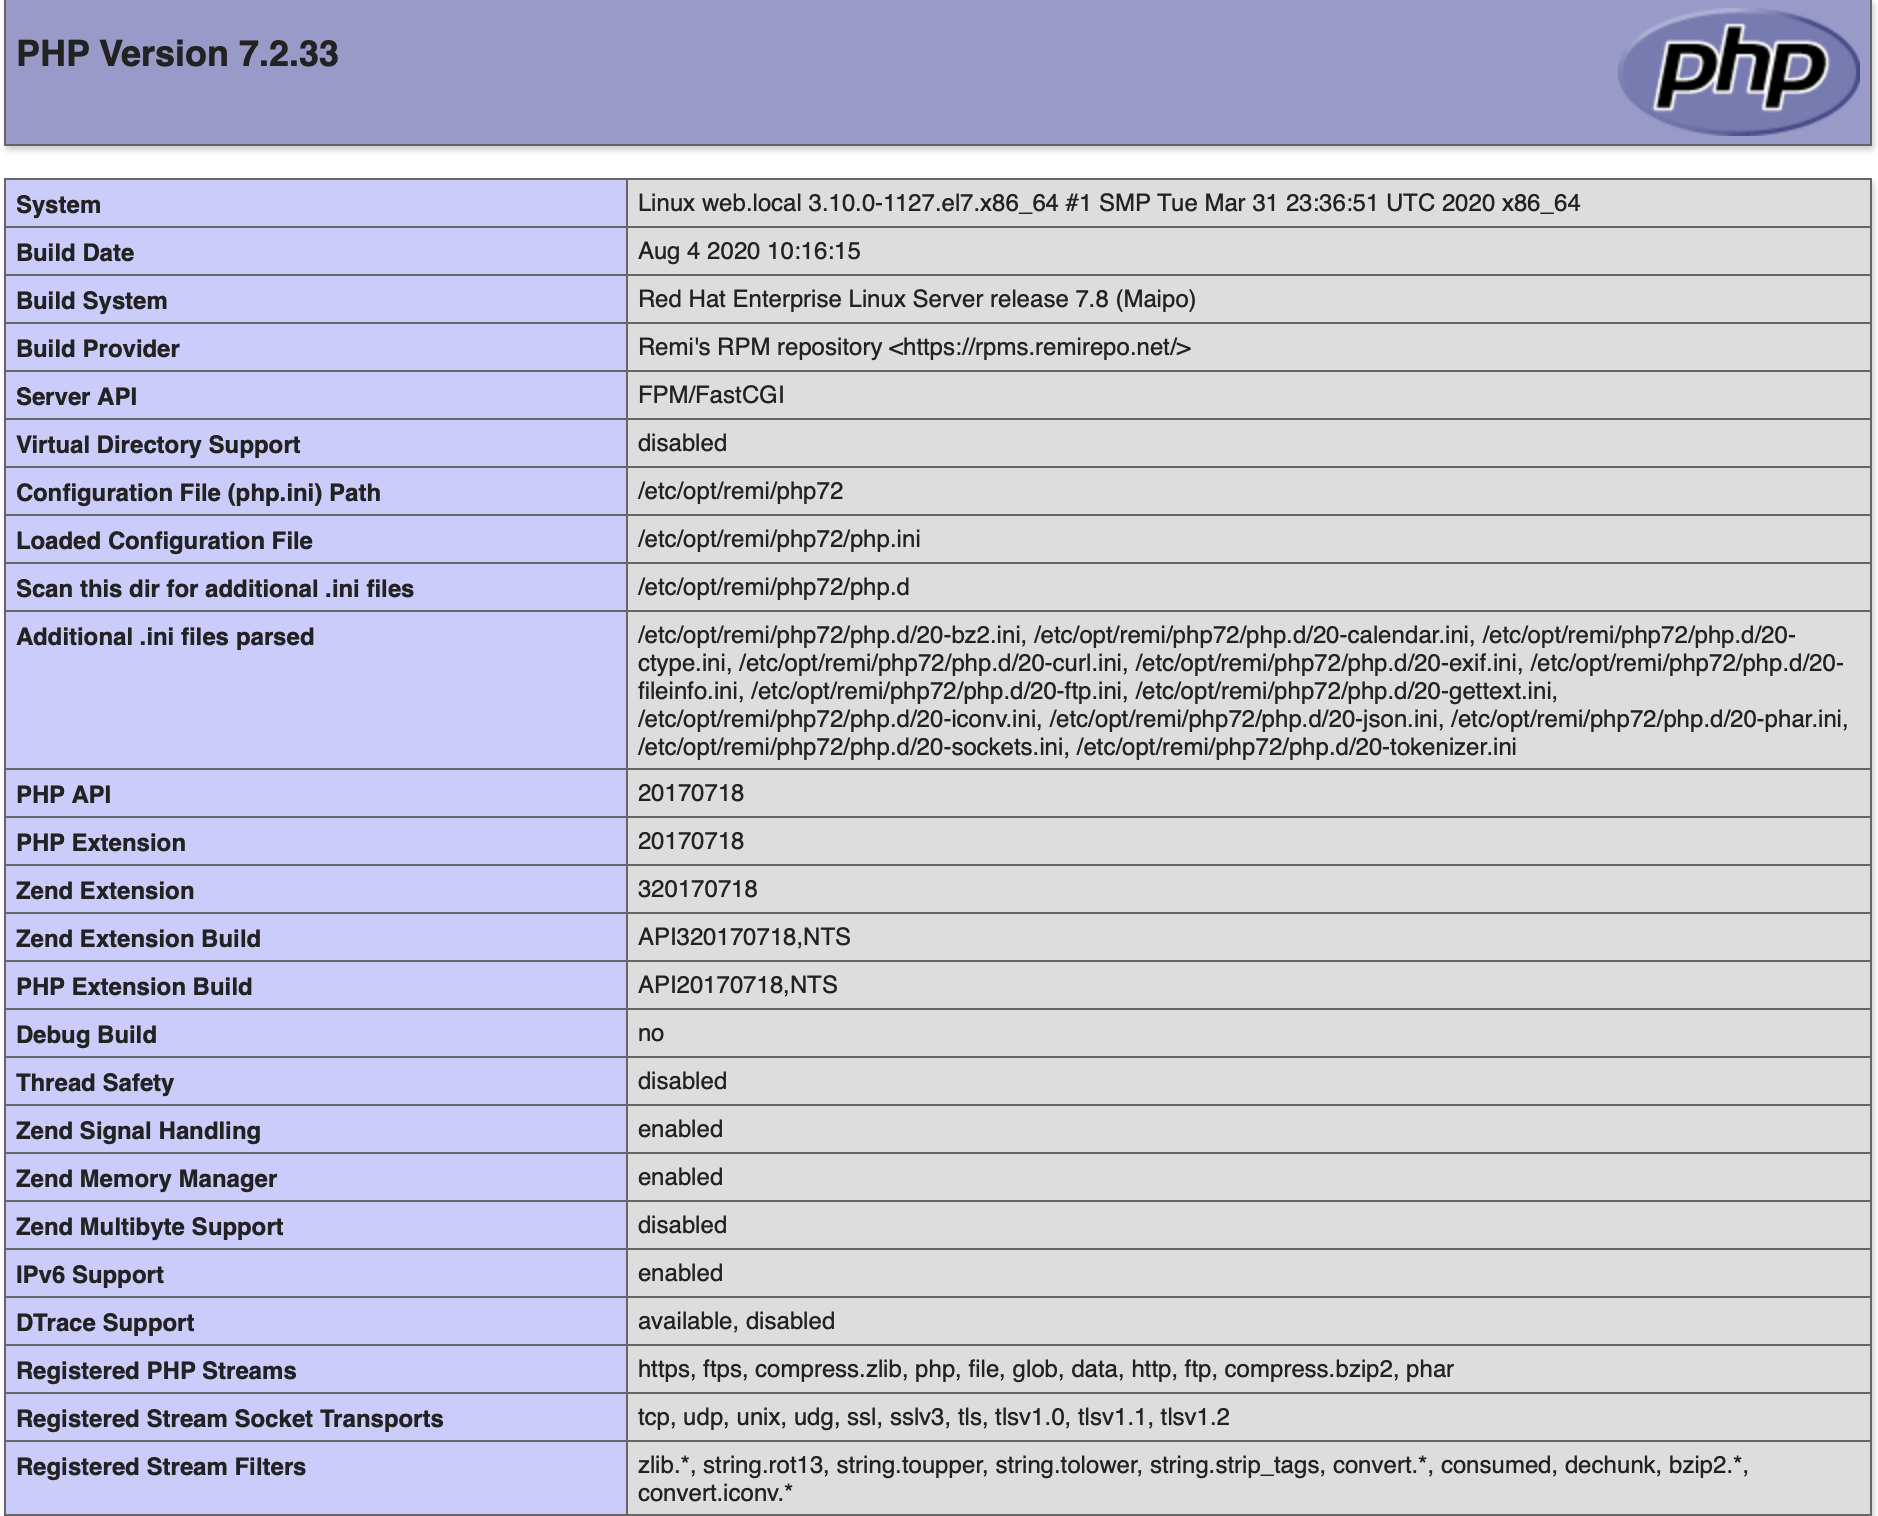 PHP Version 7.2.33
php
System
Linux web.local 3.10.0-1127.el7.x86_64 #1 SMP Tue Mar 31 23:36:51 UTC 2020 x86_64
Build Date
Aug 4 2020 10:16:15
Build System
Red Hat Enterprise Linux Server release 7.8 (Maipo)
Build Provider
Remi's RPM repository <https://rpms.remirepo.net/>
Server API
FPM/FastCGI
Virtual Directory Support
disabled
Configuration File (php.ini) Path
/etc/opt/remi/php72
Loaded Configuration File
/etc/opt/remi/php72/php.ini
Scan this dir for additional .ini files
/etc/opt/remi/php72/php.d
Additional .ini files parsed
/etc/opt/remi/php72/php.d/20-bz2.ini, /etc/opt/remi/php72/php.d/20-calendar.ini, /etc/opt/remi/php72/php.d/20-
ctype.ini, /etc/opt/remi/php72/php.d/20-curl.ini, /etc/opt/remi/php72/php.d/20-exif.ini, /etc/opt/remi/php72/php.d/20-
fileinfo.ini, /etc/opt/remi/php72/php.d/20-ftp.ini, /etc/opt/remi/php72/php.d/20-gettext.ini,
/etc/opt/remi/php72/php.d/20-iconv.ini, /etc/opt/remi/php72/php.d/20-json.ini, /etc/opt/remi/php72/php.d/20-phar.ini,
/etc/opt/remi/php72/php.d/20-sockets.ini, /etc/opt/remi/php72/php.d/20-tokenizer.ini
PHP API
20170718
PHP Extension
20170718
Zend Extension
320170718
Zend Extension Build
API320170718,NTS
PHP Extension Build
API20170718,NTS
Debug Build
no
Thread Safety
disabled
Zend Signal Handling
enabled
Zend Memory Manager
enabled
Zend Multibyte Support
disabled
IPv6 Support
enabled
DTrace Support
available, disabled
Registered PHP Streams
https, ftps, compress.zlib, php, file, glob, data, http, ftp, compress.bzip2, phar
Registered Stream Socket Transports
tcp, udp, unix, udg, ssl, sslv3, tls, tlsv1.0, tlsv1.1, tlsv1.2
Registered Stream Filters
zlib.*, string.rot13, string.toupper, string.tolower, string.strip_tags, convert.*, consumed, dechunk, bzip2.*,
convert.iconv.*